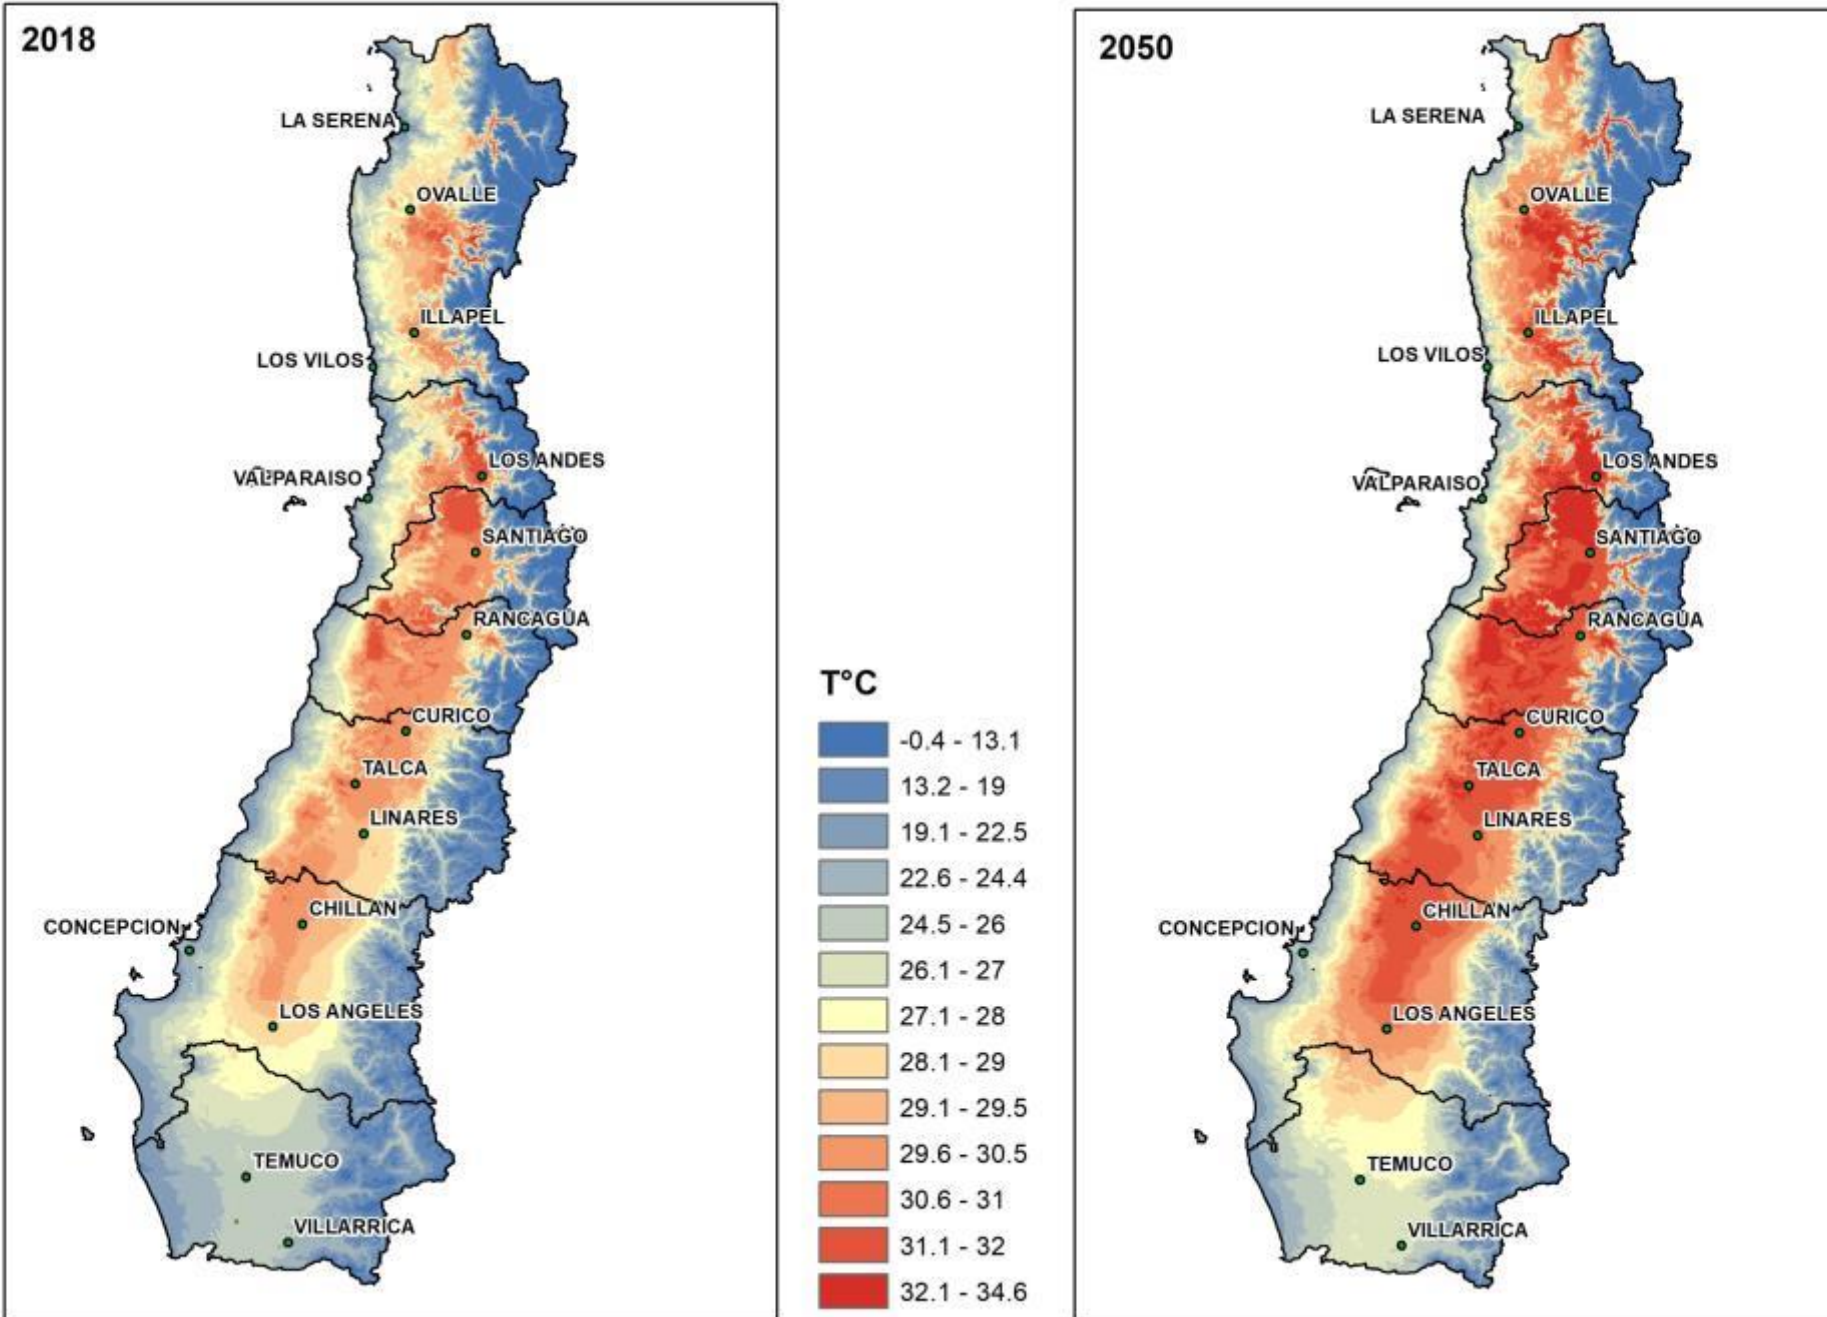 2018
LA SERENA
OVALLE
ILLAPEL
LOS VILOS
LOS ANDES
VALPARAISO
SANTIAGO
RANCAGUA
CURICO
TALCA
LINARES
CHILLAN
CONCEPCION
LOS ANGELES
TEMUCO
VILLARRICA
T°C
-0.4 - 13.1
13.2 - 19
19.1 - 22.5
22.6 - 24.4
24.5 - 26
26.1 - 27
27.1 - 28
28.1 - 29
29.1 - 29.5
29.6 - 30.5
30.6 - 31
31.1 - 32
32.1 - 34.6
2050
LA SERENA
OVALLE
ILLAPEL
LOS VILOS
LOS ANDES
VALPARAISO
SANTIAGO
RANCAGUA
CURICO
TALCA
LINARES
CHILLAN
CONCEPCION
LOS ANGELES
TEMUCO
VILLARRICA